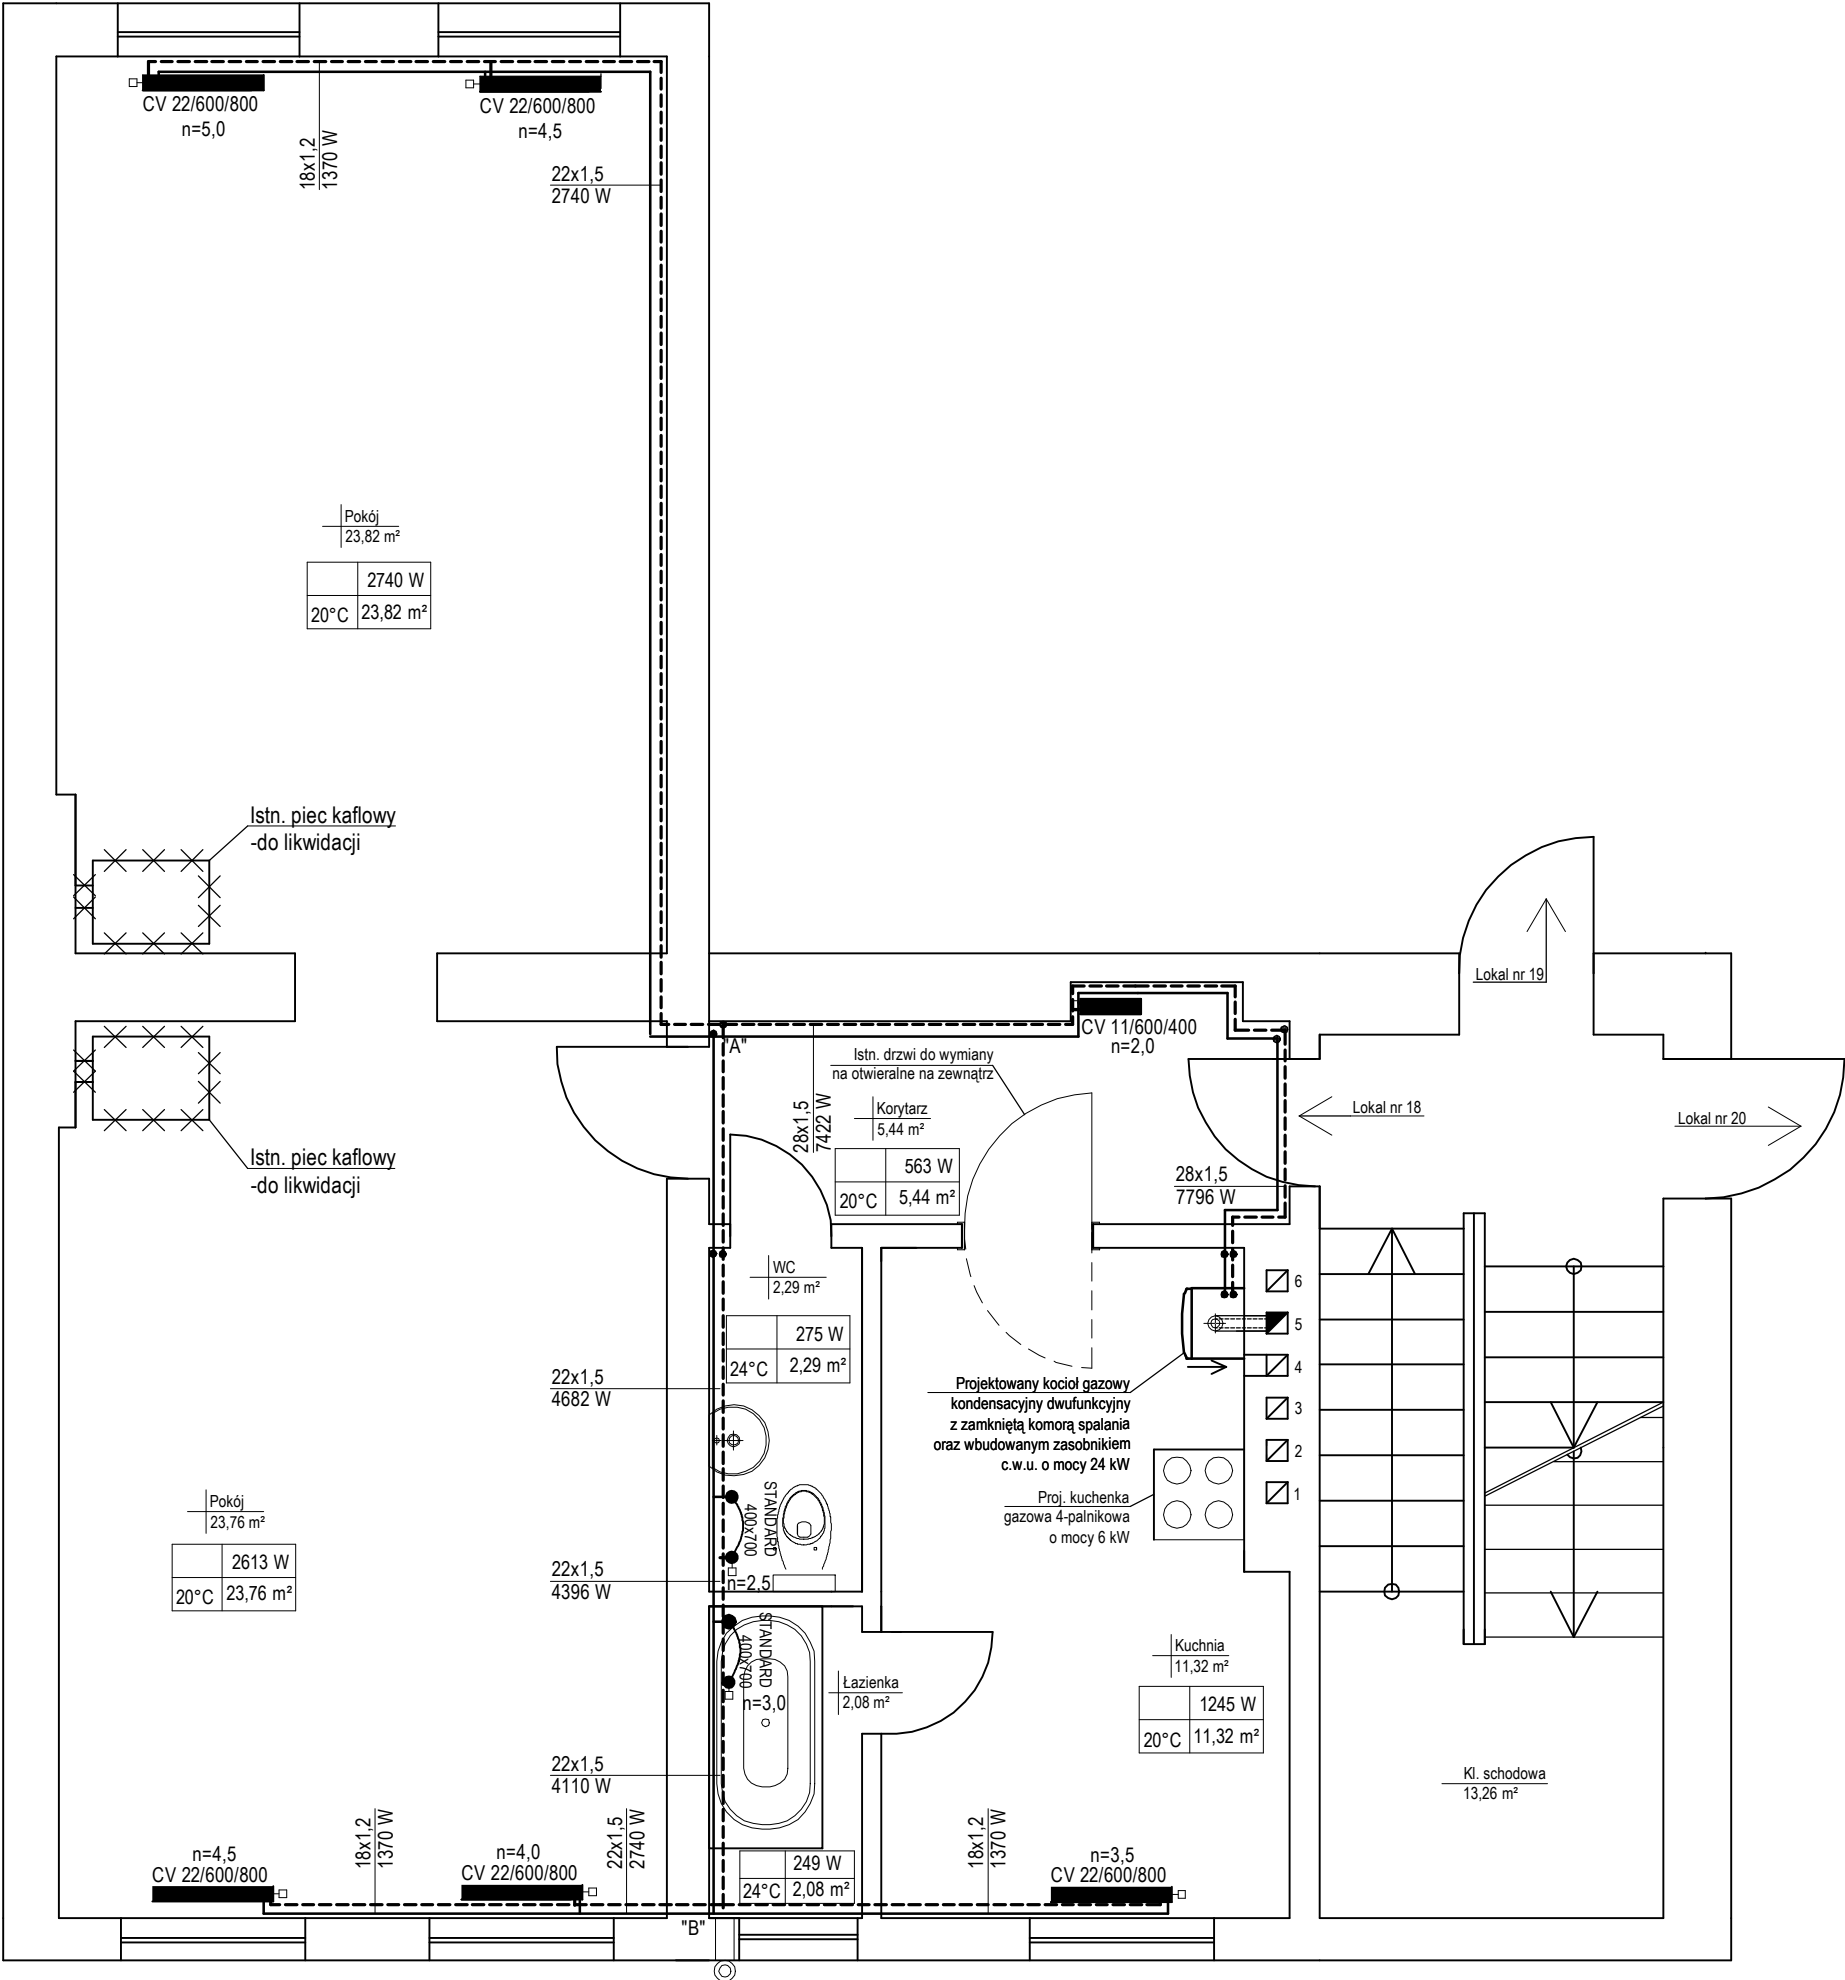 CV 22/600/800
n=5,0
CV 22/600/800
n=4,5
18x1,2
1370 W
22x1,5
2740 W
Pokój
23,82 m²
2740 W
20°C
23,82 m²
Istn. piec kaflowy
-do likwidacji
Istn. piec kaflowy
-do likwidacji
Lokal nr 19
CV 11/600/400
n=2,0
"A"
Istn. drzwi do wymiany
na otwieralne na zewnątrz
28x1,5
7422 W
Korytarz
5,44 m²
563 W
20°C
5,44 m²
Lokal nr 18
Lokal nr 20
28x1,5
7796 W
WC
2,29 m²
275 W
24°C
2,29 m²
6
5
4
3
2
1
22x1,5
4682 W
Projektowany kocioł gazowy
kondensacyjny dwufunkcyjny
z zamkniętą komorą spalania
oraz wbudowanym zasobnikiem
c.w.u. o mocy 24 kW
Proj. kuchenka
gazowa 4-palnikowa
o mocy 6 kW
Pokój
23,76 m²
2613 W
20°C
23,76 m²
STANDARD
400x700
n=2,5
22x1,5
4396 W
STANDARD
400x700
n=3,0
Łazienka
2,08 m²
Kuchnia
11,32 m²
1245 W
20°C
11,32 m²
22x1,5
4110 W
Kl. schodowa
13,26 m²
n=4,5
CV 22/600/800
18x1,2
1370 W
n=4,0
CV 22/600/800
22x1,5
2740 W
249 W
24°C
2,08 m²
18x1,2
1370 W
n=3,5
CV 22/600/800
"B"